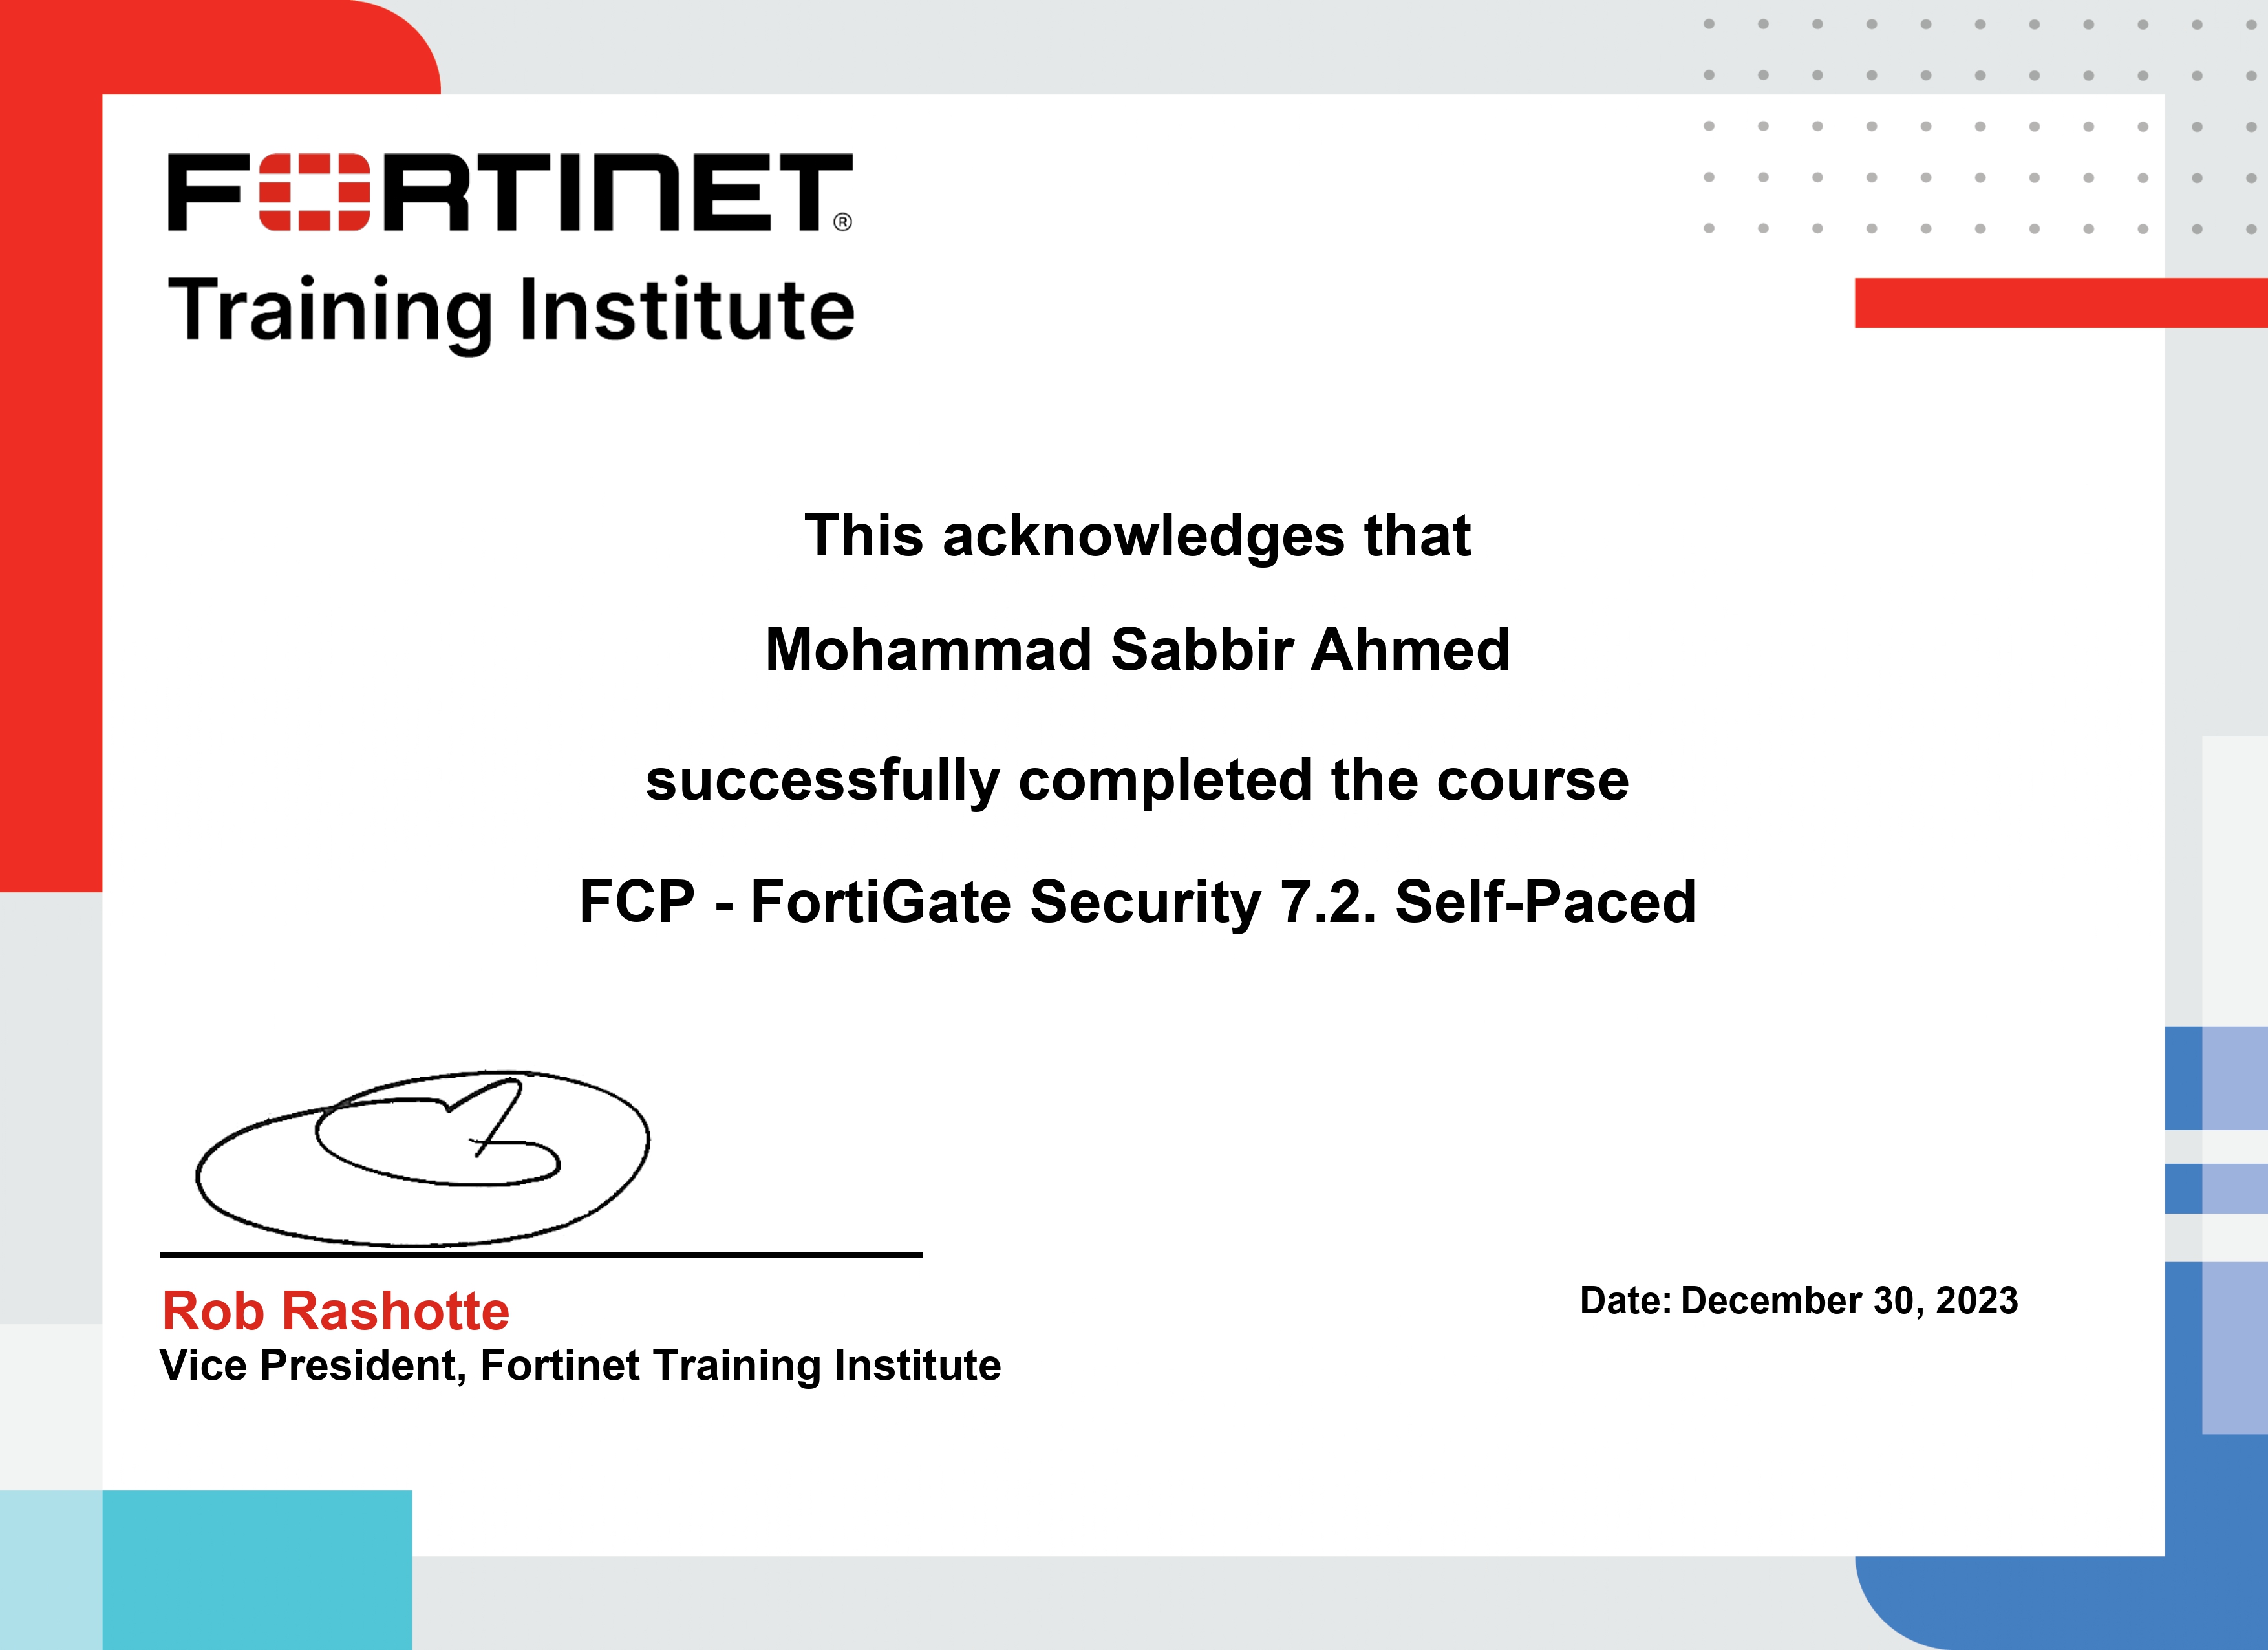 FORTINET®
Training Institute
This acknowledges that
Mohammad Sabbir Ahmed
successfully completed the course
FCP - FortiGate Security 7.2. Self-Paced
Rob Rashotte
Vice President, Fortinet Training Institute
Date: December 30, 2023